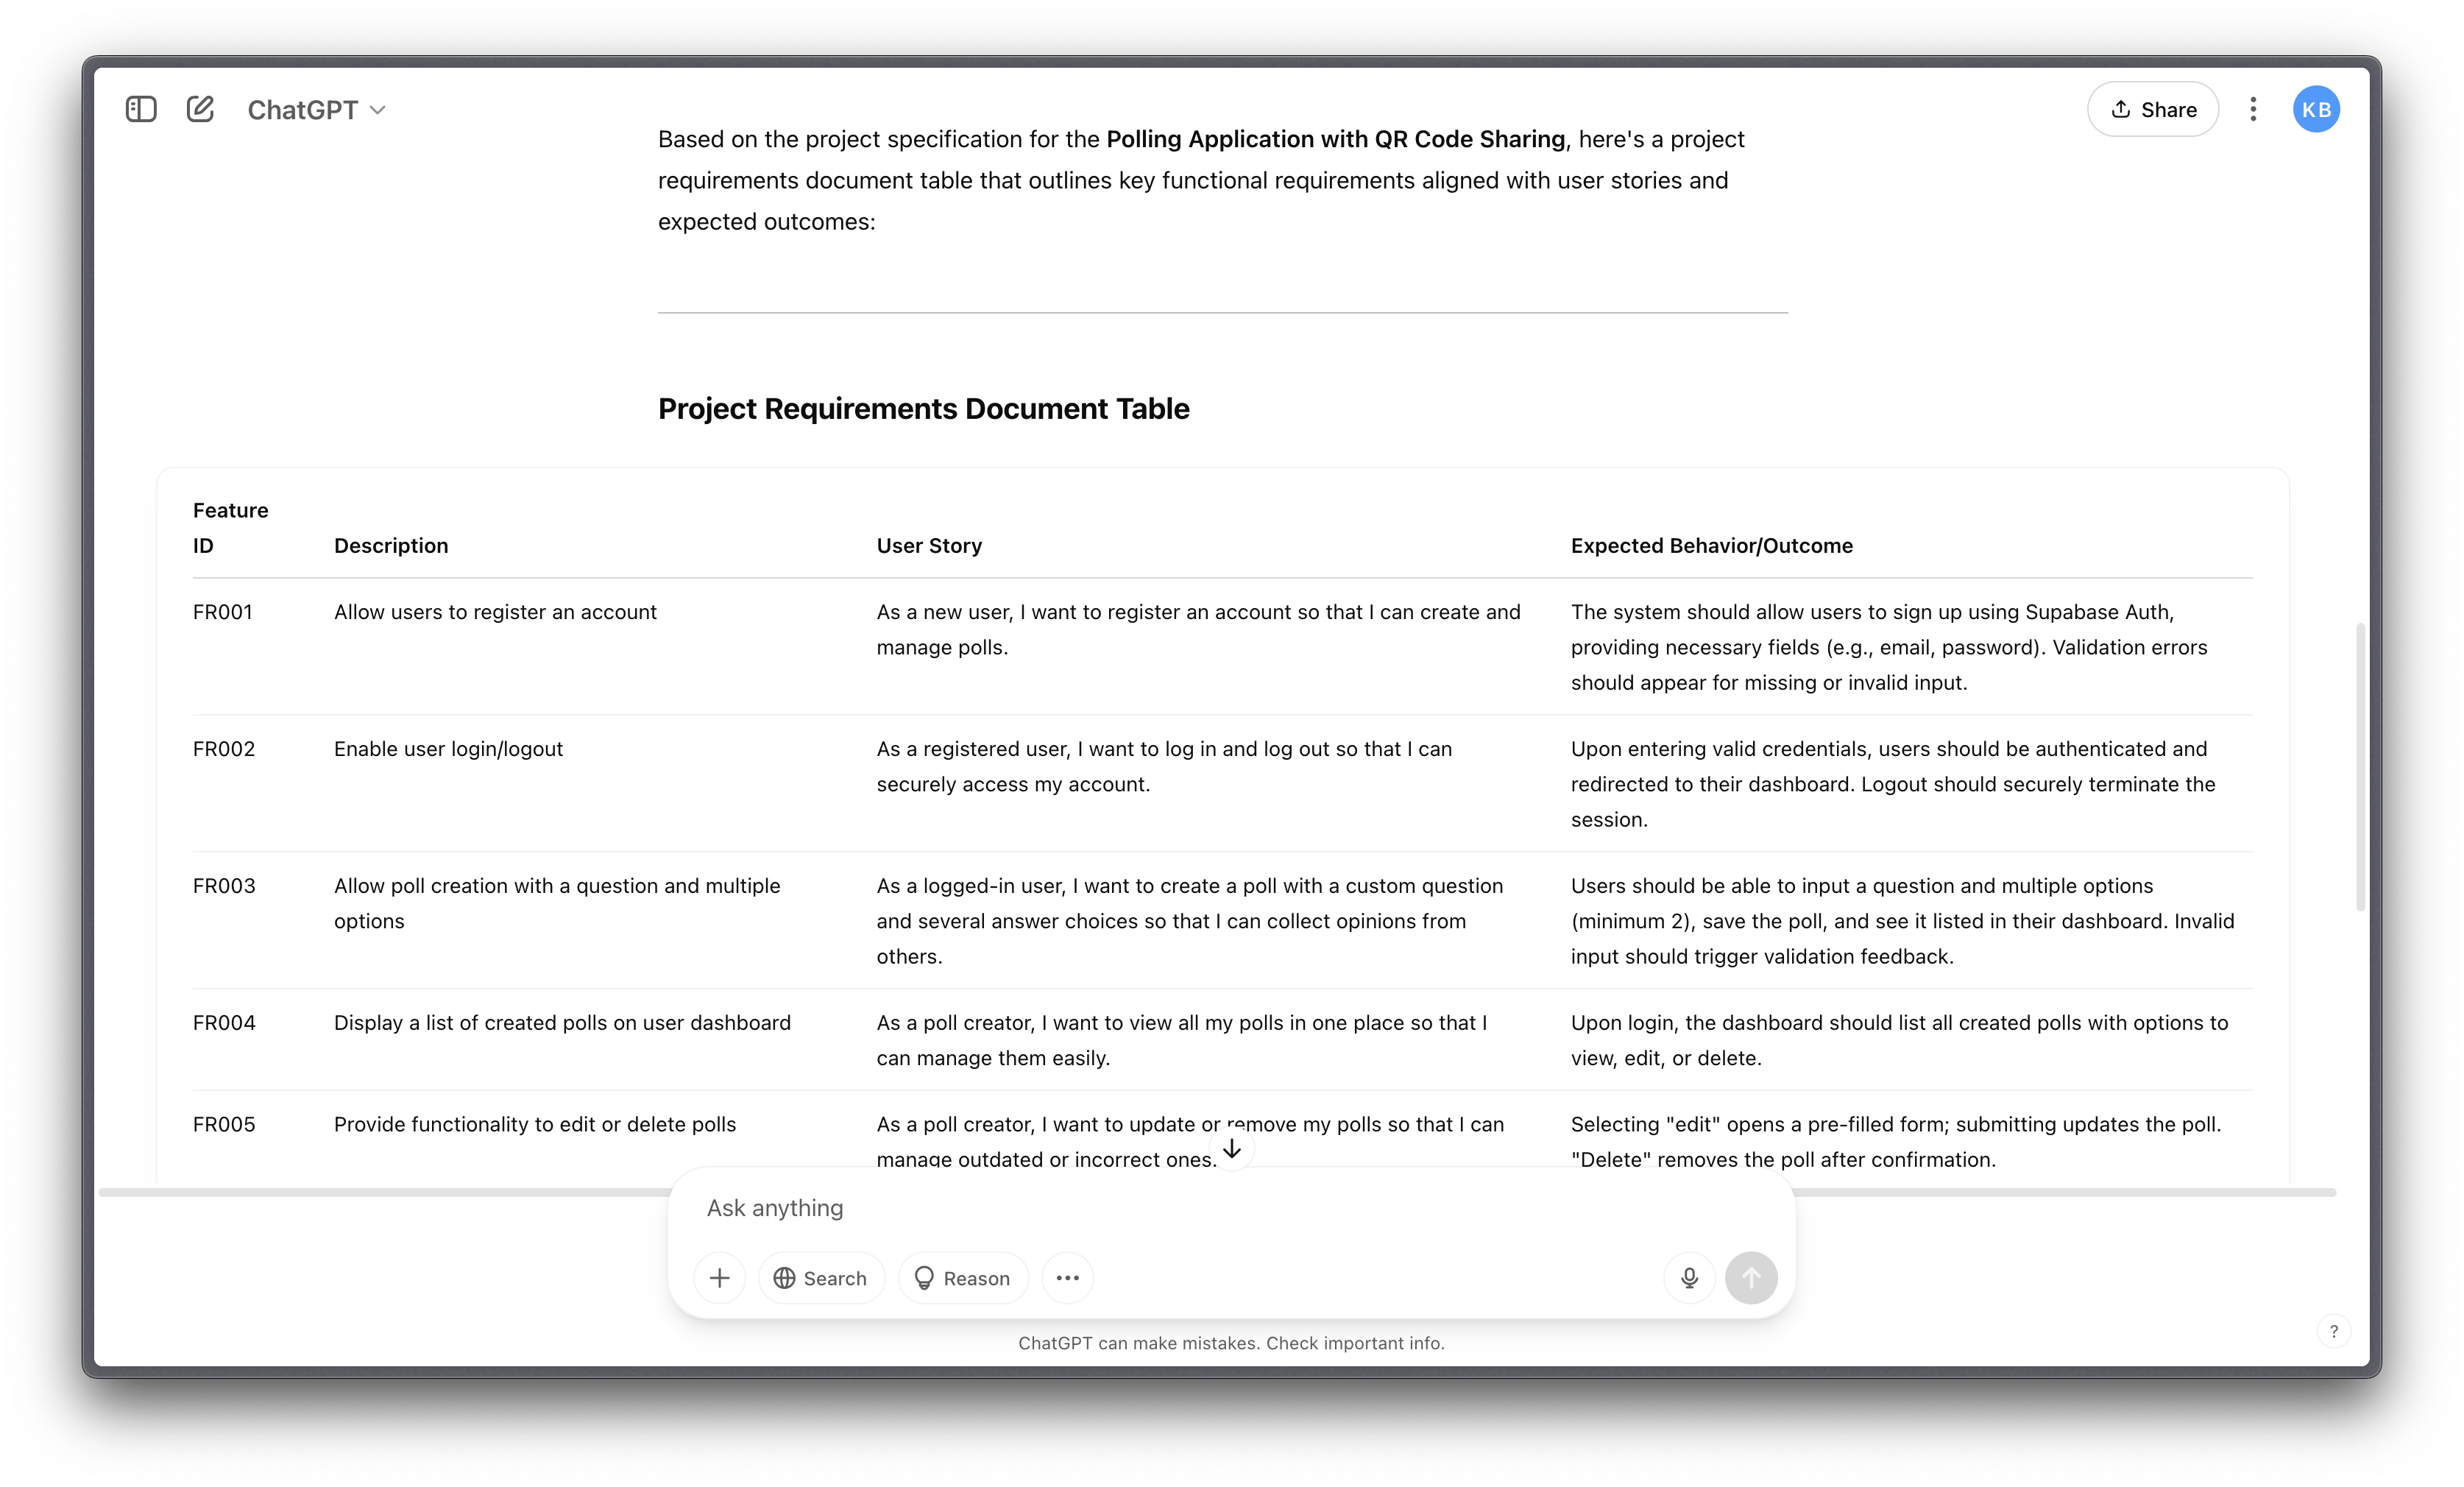 ChatGPT
Share
KB
Based on the project specification for the Polling Application with QR Code Sharing, here's a project
requirements document table that outlines key functional requirements aligned with user stories and
expected outcomes:
Project Requirements Document Table
Feature
ID Description User Story Expected Behavior/Outcome
FR001 Allow users to register an account As a new user, I want to register an account so that I can create and The system should allow users to sign up using Supabase Auth,
manage polls. providing necessary fields (e.g., email, password). Validation errors
should appear for missing or invalid input.
FR002 Enable user login/logout As a registered user, I want to log in and log out so that I can Upon entering valid credentials, users should be authenticated and
securely access my account. redirected to their dashboard. Logout should securely terminate the
session.
FR003 Allow poll creation with a question and multiple As a logged-in user, I want to create a poll with a custom question Users should be able to input a question and multiple options
options and several answer choices so that I can collect opinions from (minimum 2), save the poll, and see it listed in their dashboard. Invalid
others. input should trigger validation feedback.
FR004 Display a list of created polls on user dashboard As a poll creator, I want to view all my polls in one place so that I Upon login, the dashboard should list all created polls with options to
can manage them easily. view, edit, or delete.
FR005 Provide functionality to edit or delete polls As a poll creator, I want to update or remove my polls so that I can Selecting "edit" opens a pre-filled form; submitting updates the poll.
manage outdated or incorrect ones. "Delete" removes the poll after confirmation.
Ask anything
Search
Reason
ChatGPT can make mistakes. Check important info.
?